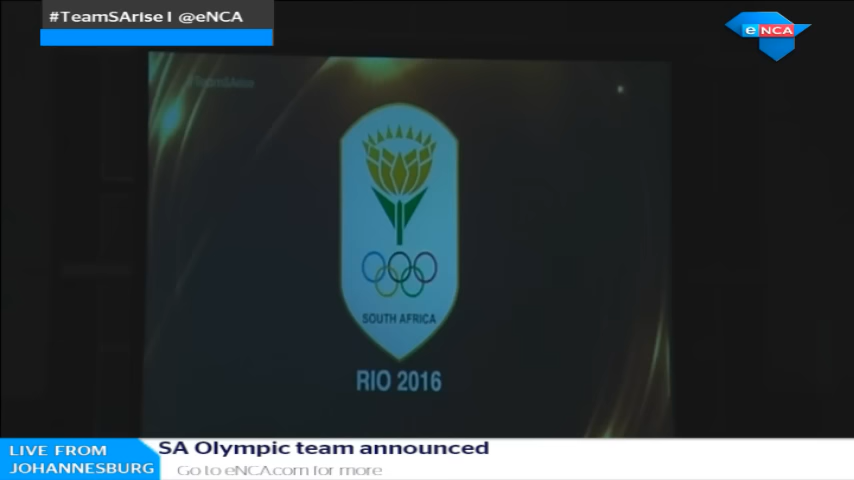 #TeamSArise | @eNCA
eNCA
#TeamSArise
SOUTH AFRICA
RIO 2016
LIVE FROM
JOHANNESBURG
SA Olympic team announced
Go to eNCA.com for more